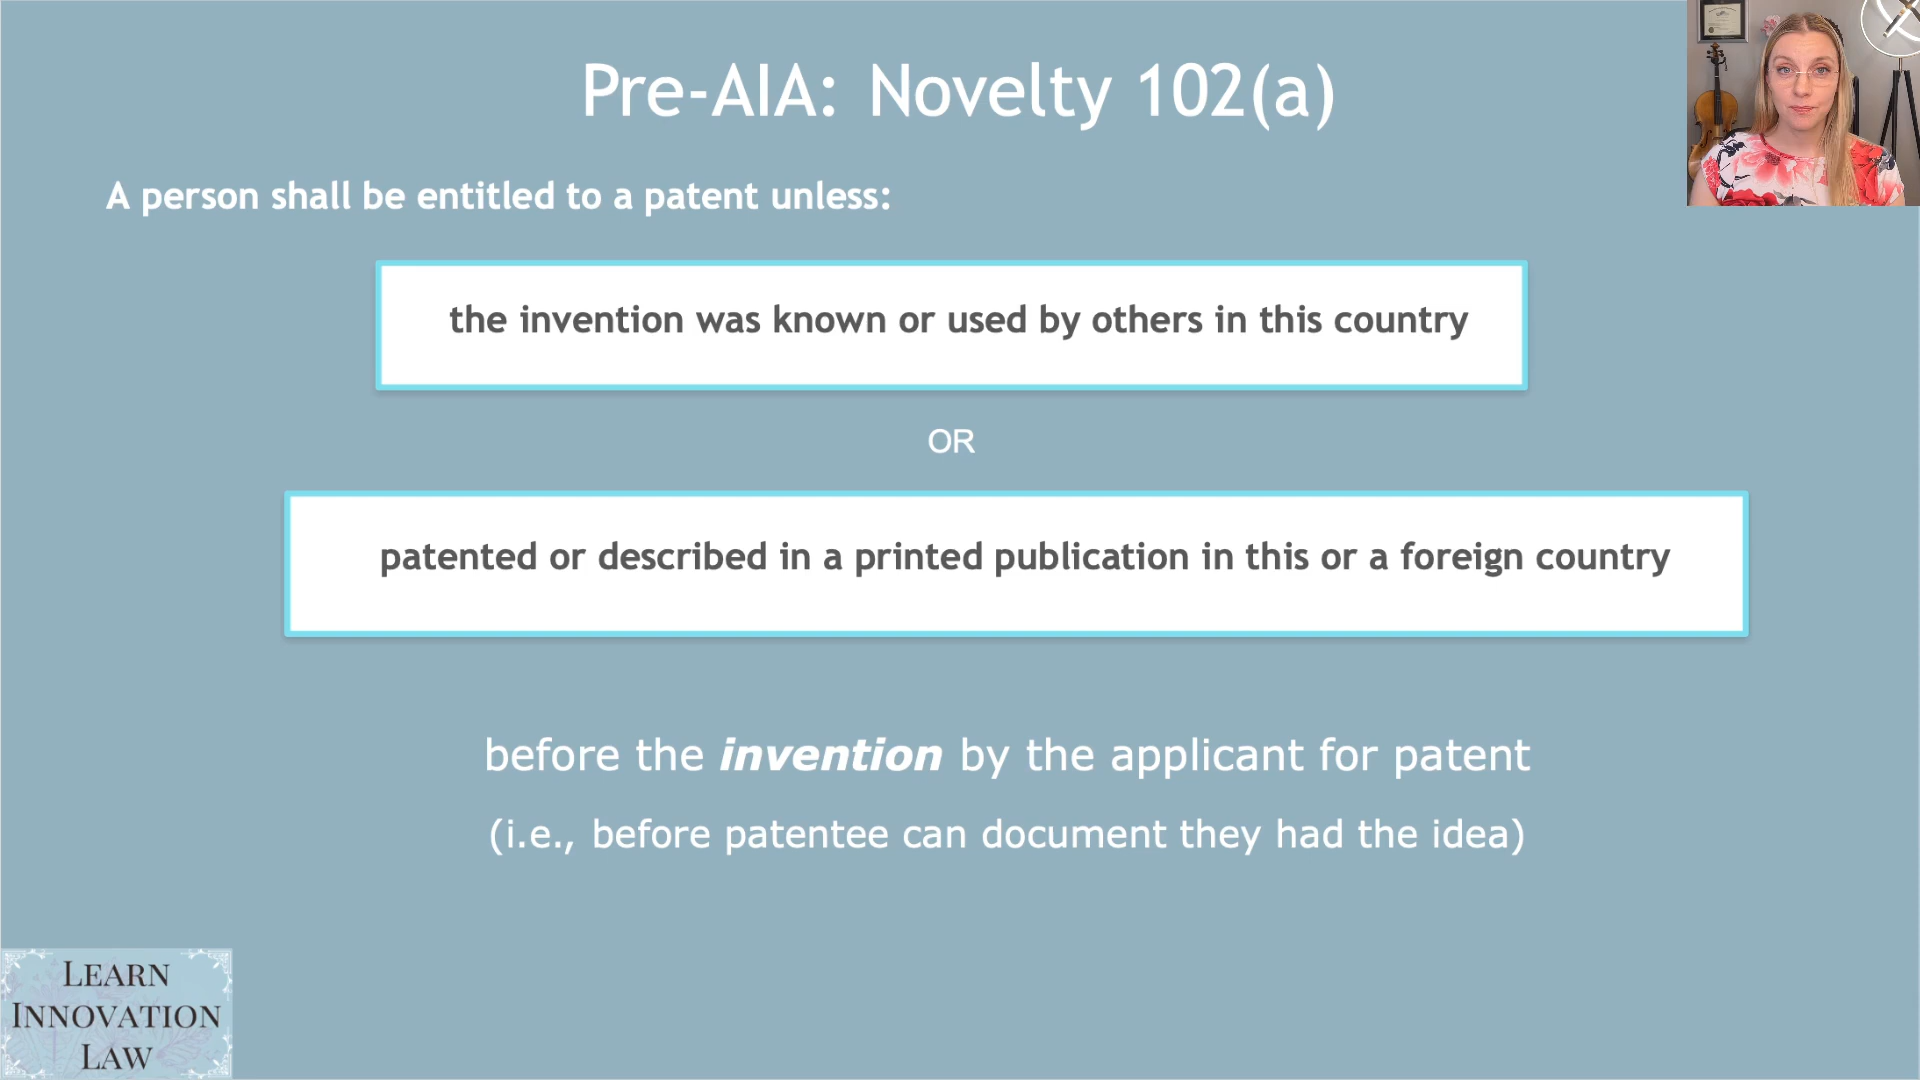 Pre-AIA: Novelty 102(a)
A person shall be entitled to a patent unless:
the invention was known or used by others in this country
OR
patented or described in a printed publication in this or a foreign country
before the invention by the applicant for patent
(i.e., before patentee can document they had the idea)
LEARN
INNOVATION
LAW